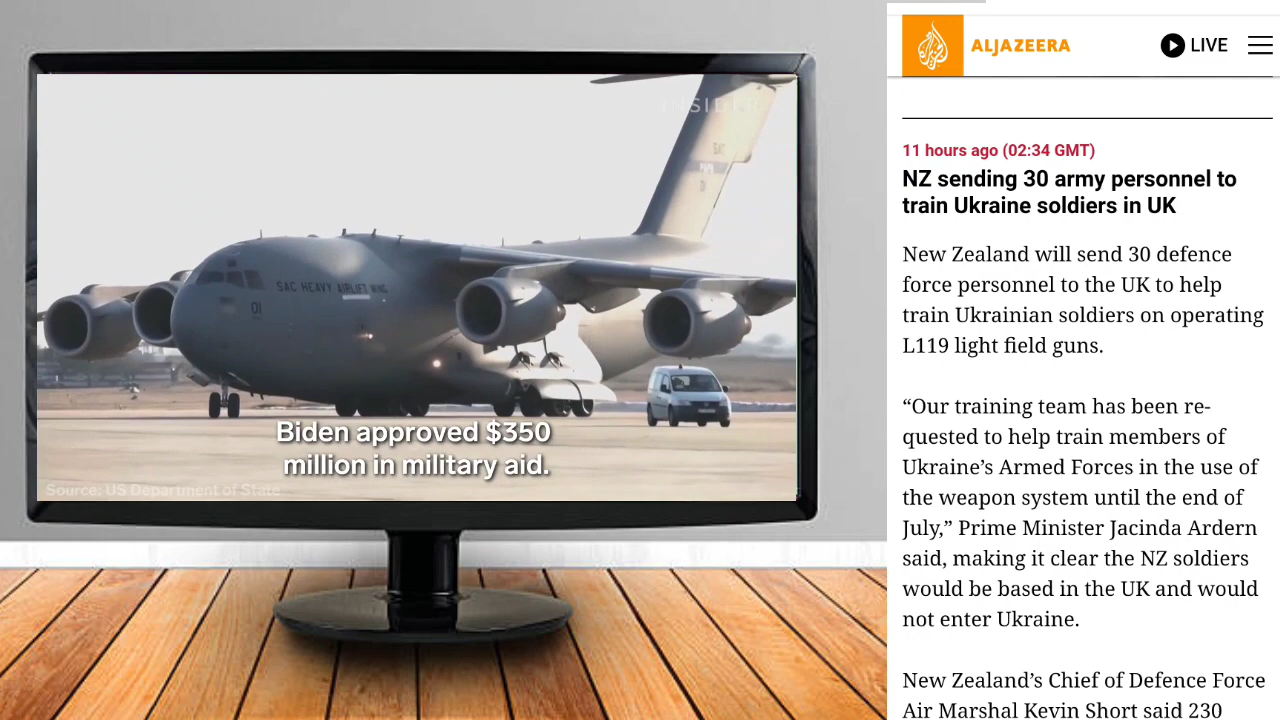 INSIDER
SAC
01
SAC HEAVY AIRLIFT WING
01
Biden approved $350
million in military aid.
Source: US Department of State
ALJAZEERA
LIVE
11 hours ago (02:34 GMT)
NZ sending 30 army personnel to
train Ukraine soldiers in UK
New Zealand will send 30 defence
force personnel to the UK to help
train Ukrainian soldiers on operating
L119 light field guns.
“Our training team has been re-
quested to help train members of
Ukraine’s Armed Forces in the use of
the weapon system until the end of
July,” Prime Minister Jacinda Ardern
said, making it clear the NZ soldiers
would be based in the UK and would
not enter Ukraine.
New Zealand’s Chief of Defence Force
Air Marshal Kevin Short said 230